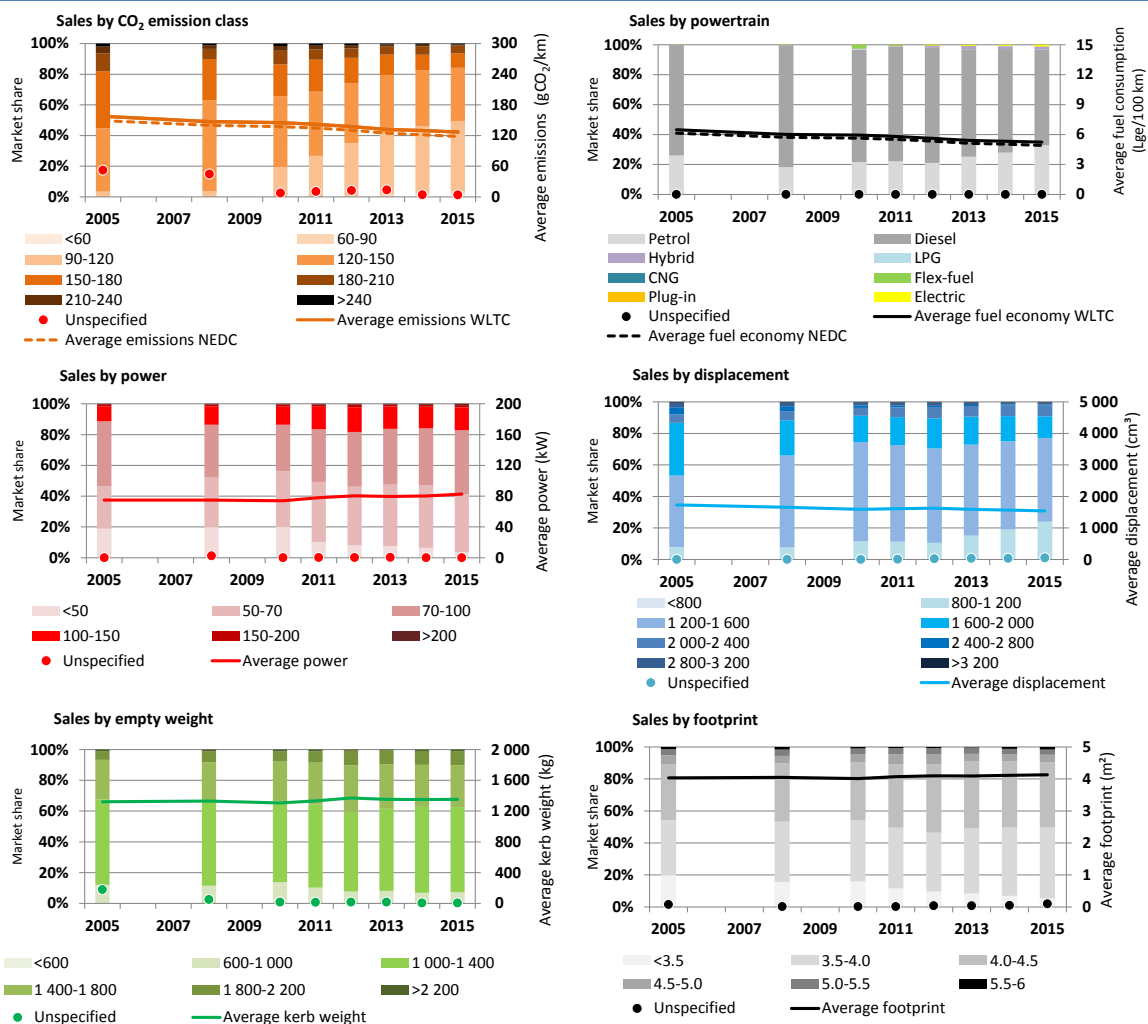 Sales by CO₂ emission class
100%
80%
60%
40%
20%
0%
Market share
300
240
180
120
60
0
Average emissions (gCO₂/km)
2005 2007 2009 2011 2013 2015
<60 60-90
90-120 120-150
150-180 180-210
210-240 >240
Unspecified Average emissions WLTC
Average emissions NEDC
Sales by powertrain
100%
80%
60%
40%
20%
0%
Market share
15
12
9
6
3
0
Average fuel consumption
(Lge/100 km)
2005 2007 2009 2011 2013 2015
Petrol Diesel
Hybrid LPG
CNG Flex-fuel
Plug-in Electric
Unspecified Average fuel economy WLTC
Average fuel economy NEDC
Sales by power
100%
80%
60%
40%
20%
0%
Market share
200
160
120
80
40
0
Average power (kW)
2005 2007 2009 2011 2013 2015
<50 50-70 70-100
100-150 150-200 >200
Unspecified Average power
Sales by displacement
100%
80%
60%
40%
20%
0%
Market share
5 000
4 000
3 000
2 000
1 000
0
Average displacement (cm³)
2005 2007 2009 2011 2013 2015
<800 800-1 200
1 200-1 600 1 600-2 000
2 000-2 400 2 400-2 800
2 800-3 200 >3 200
Unspecified Average displacement
Sales by empty weight
100%
80%
60%
40%
20%
0%
Market share
2 000
1 600
1 200
800
400
0
Average kerb weight (kg)
2005 2007 2009 2011 2013 2015
<600 600-1 000 1 000-1 400
1 400-1 800 1 800-2 200 >2 200
Unspecified Average kerb weight
Sales by footprint
100%
80%
60%
40%
20%
0%
Market share
5
4
3
2
1
0
Average footprint (m²)
2005 2007 2009 2011 2013 2015
<3.5 3.5-4.0 4.0-4.5
4.5-5.0 5.0-5.5 5.5-6
Unspecified Average footprint